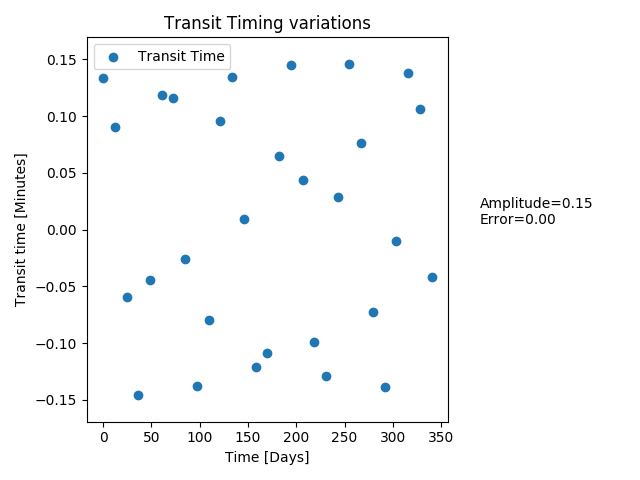 Transit Timing variations
Transit Time
Transit time [Minutes]
0.15
0.10
0.05
0.00
−0.05
−0.10
−0.15
0
50
100
150
200
250
300
350
Time [Days]
Amplitude=0.15
Error=0.00